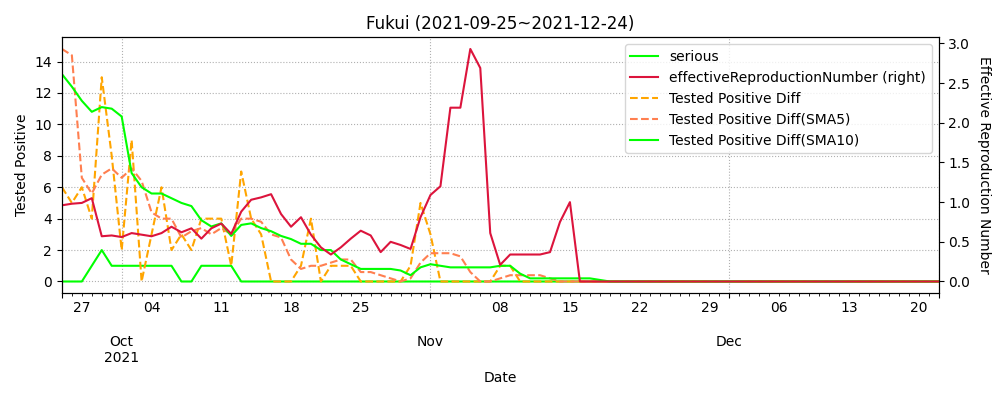 Fukui (2021-09-25~2021-12-24)
Tested Positive
14
12
10
8
6
4
2
0
3.0
2.5
2.0
1.5
1.0
0.5
0.0
Effective Reproduction Number
serious
effectiveReproductionNumber (right)
Tested Positive Diff
Tested Positive Diff(SMA5)
Tested Positive Diff(SMA10)
27 04 11 18 25 08 15 22 29 06 13 20
Oct Nov Dec
2021
Date